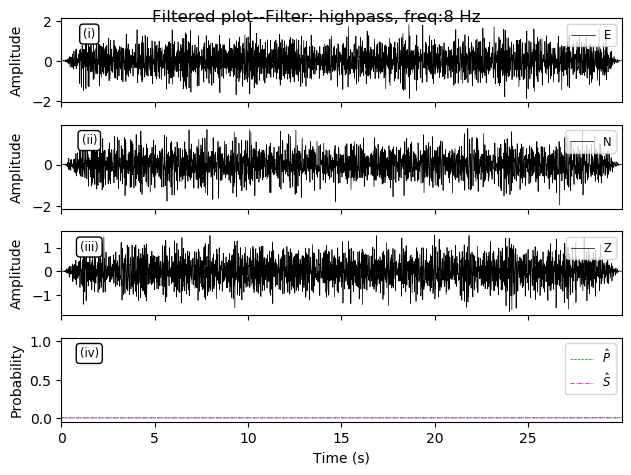 Filtered plot--Filter: highpass, freq:8 Hz
Amplitude
2
0
−2
(i)
E
Amplitude
0
−2
(ii)
N
Amplitude
1
0
−1
(iii)
Z
Probability
1.0
0.5
0.0
(iv)
P̂
Ŝ
0 5 10 15 20 25
Time (s)